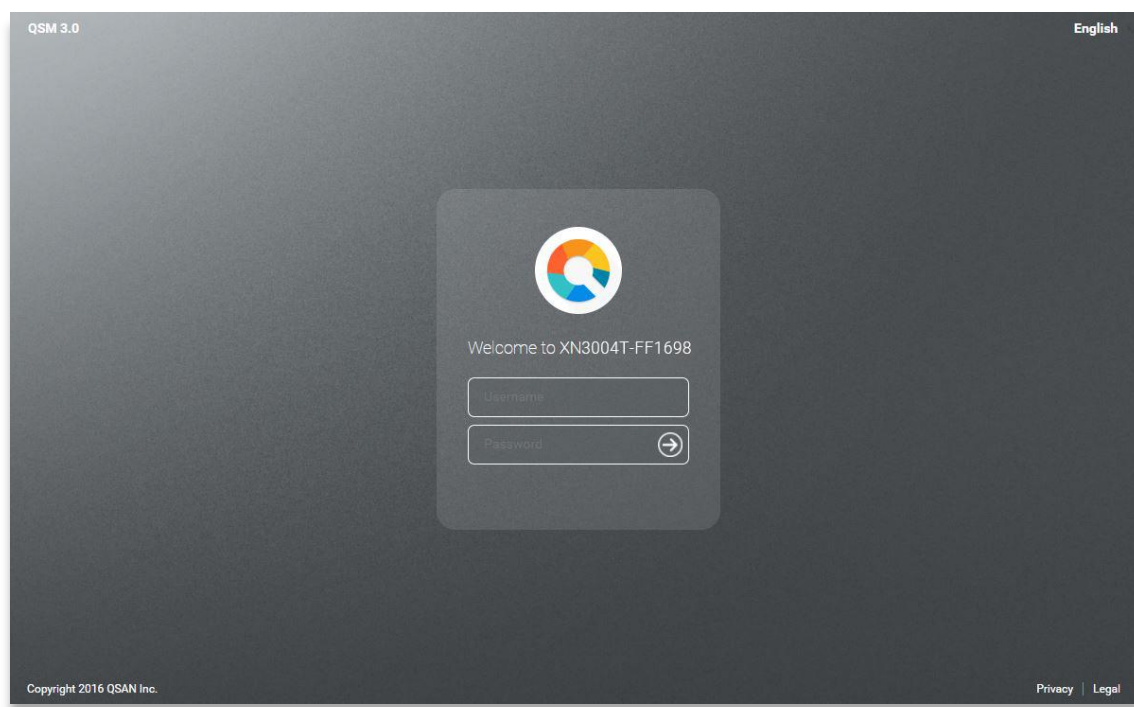 QSM 3.0
English
Welcome to XN3004T-FF1698
Username
Password
Copyright 2016 QSAN Inc.
Privacy | Legal